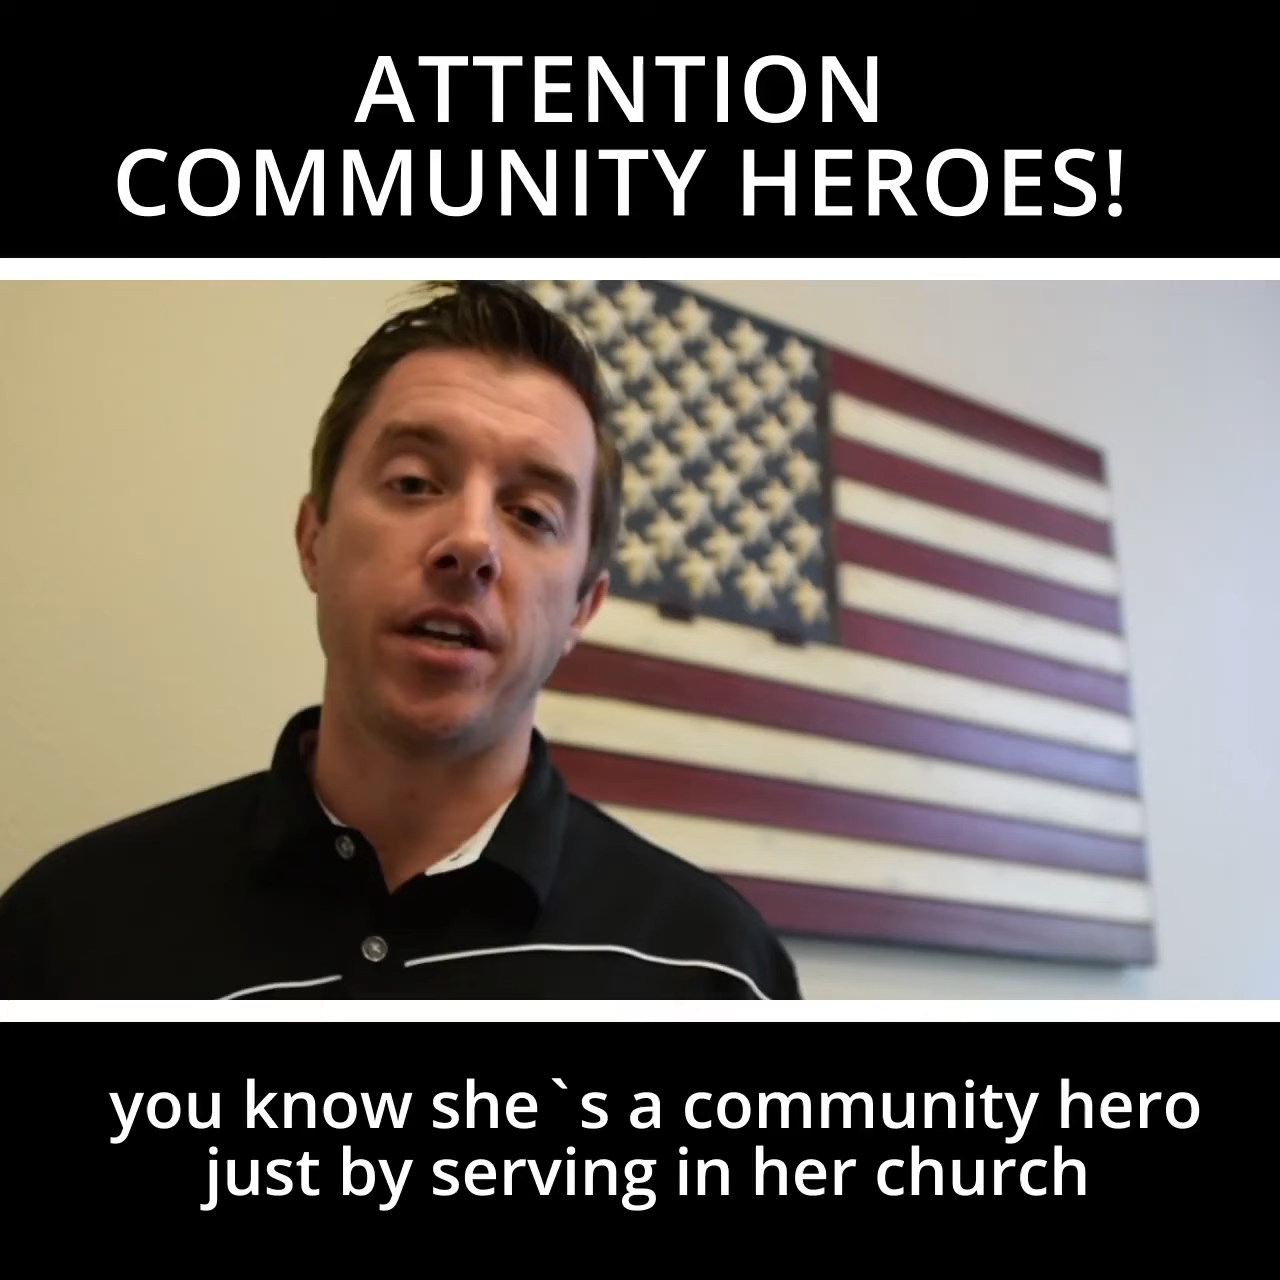 ATTENTION
COMMUNITY HEROES!
you know she`s a community hero
just by serving in her church